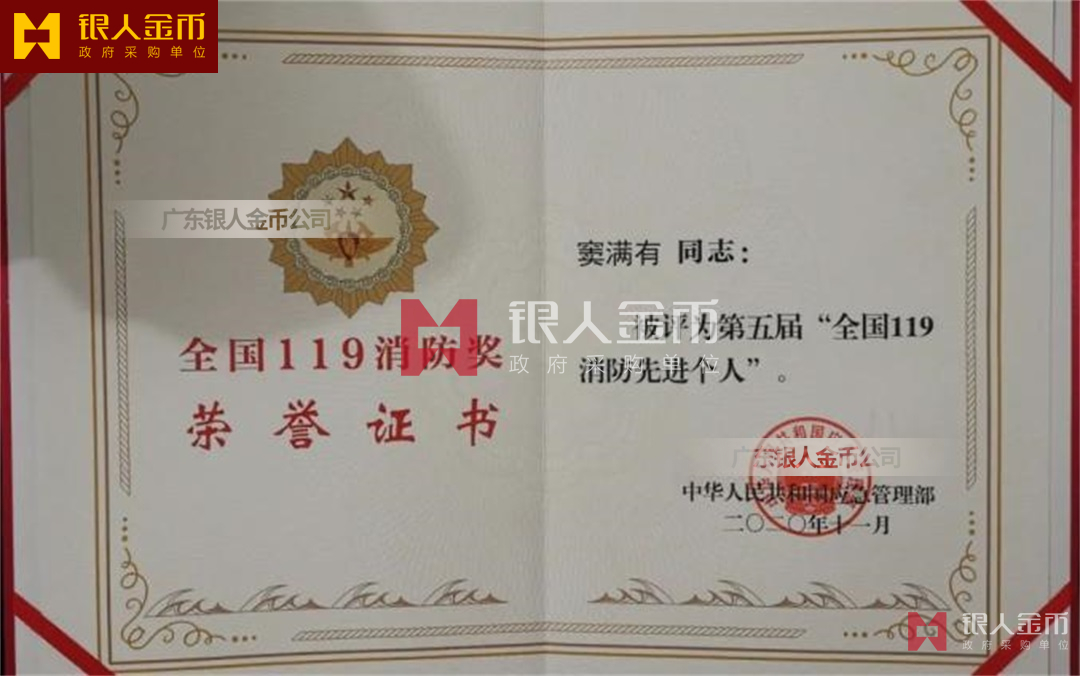 银人金币
政府采购单位
广东银人金币公司
全国119消防奖
荣誉证书
窦满有 同志：
被评为第五届“全国119
消防先进个人”。
银人金币
政府采购单位
广东银人金币公司
中华人民共和国应急管理部
二〇二〇年十一月
银人金币
政府采购单位